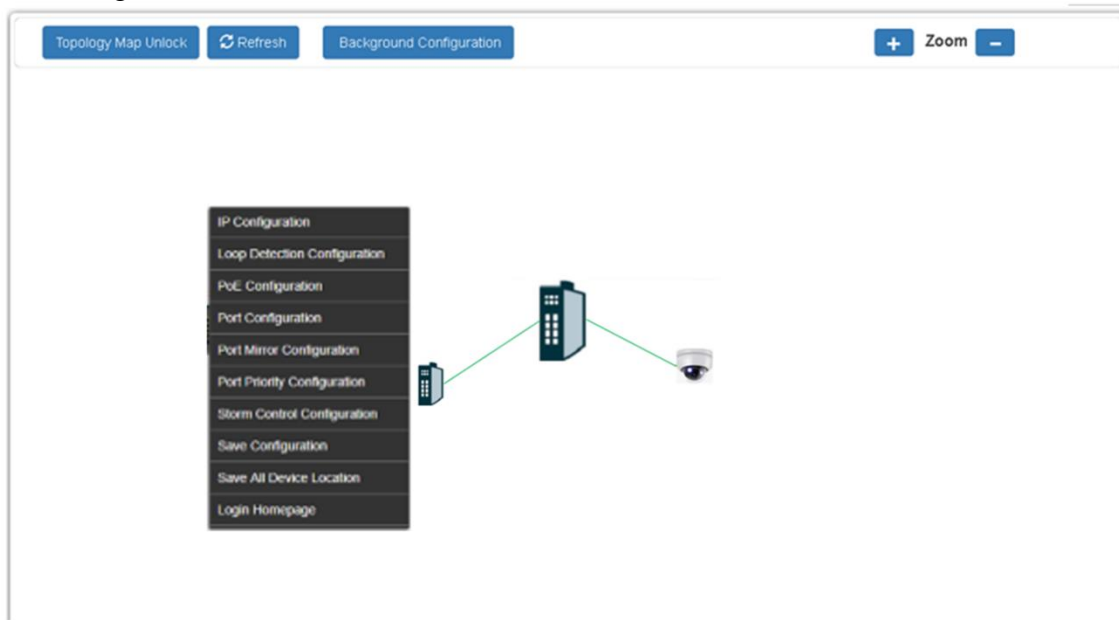 Topology Map Unlock Refresh Background Configuration + Zoom –
IP Configuration
Loop Detection Configuration
PoE Configuration
Port Configuration
Port Mirror Configuration
Port Priority Configuration
Storm Control Configuration
Save Configuration
Save All Device Location
Login Homepage